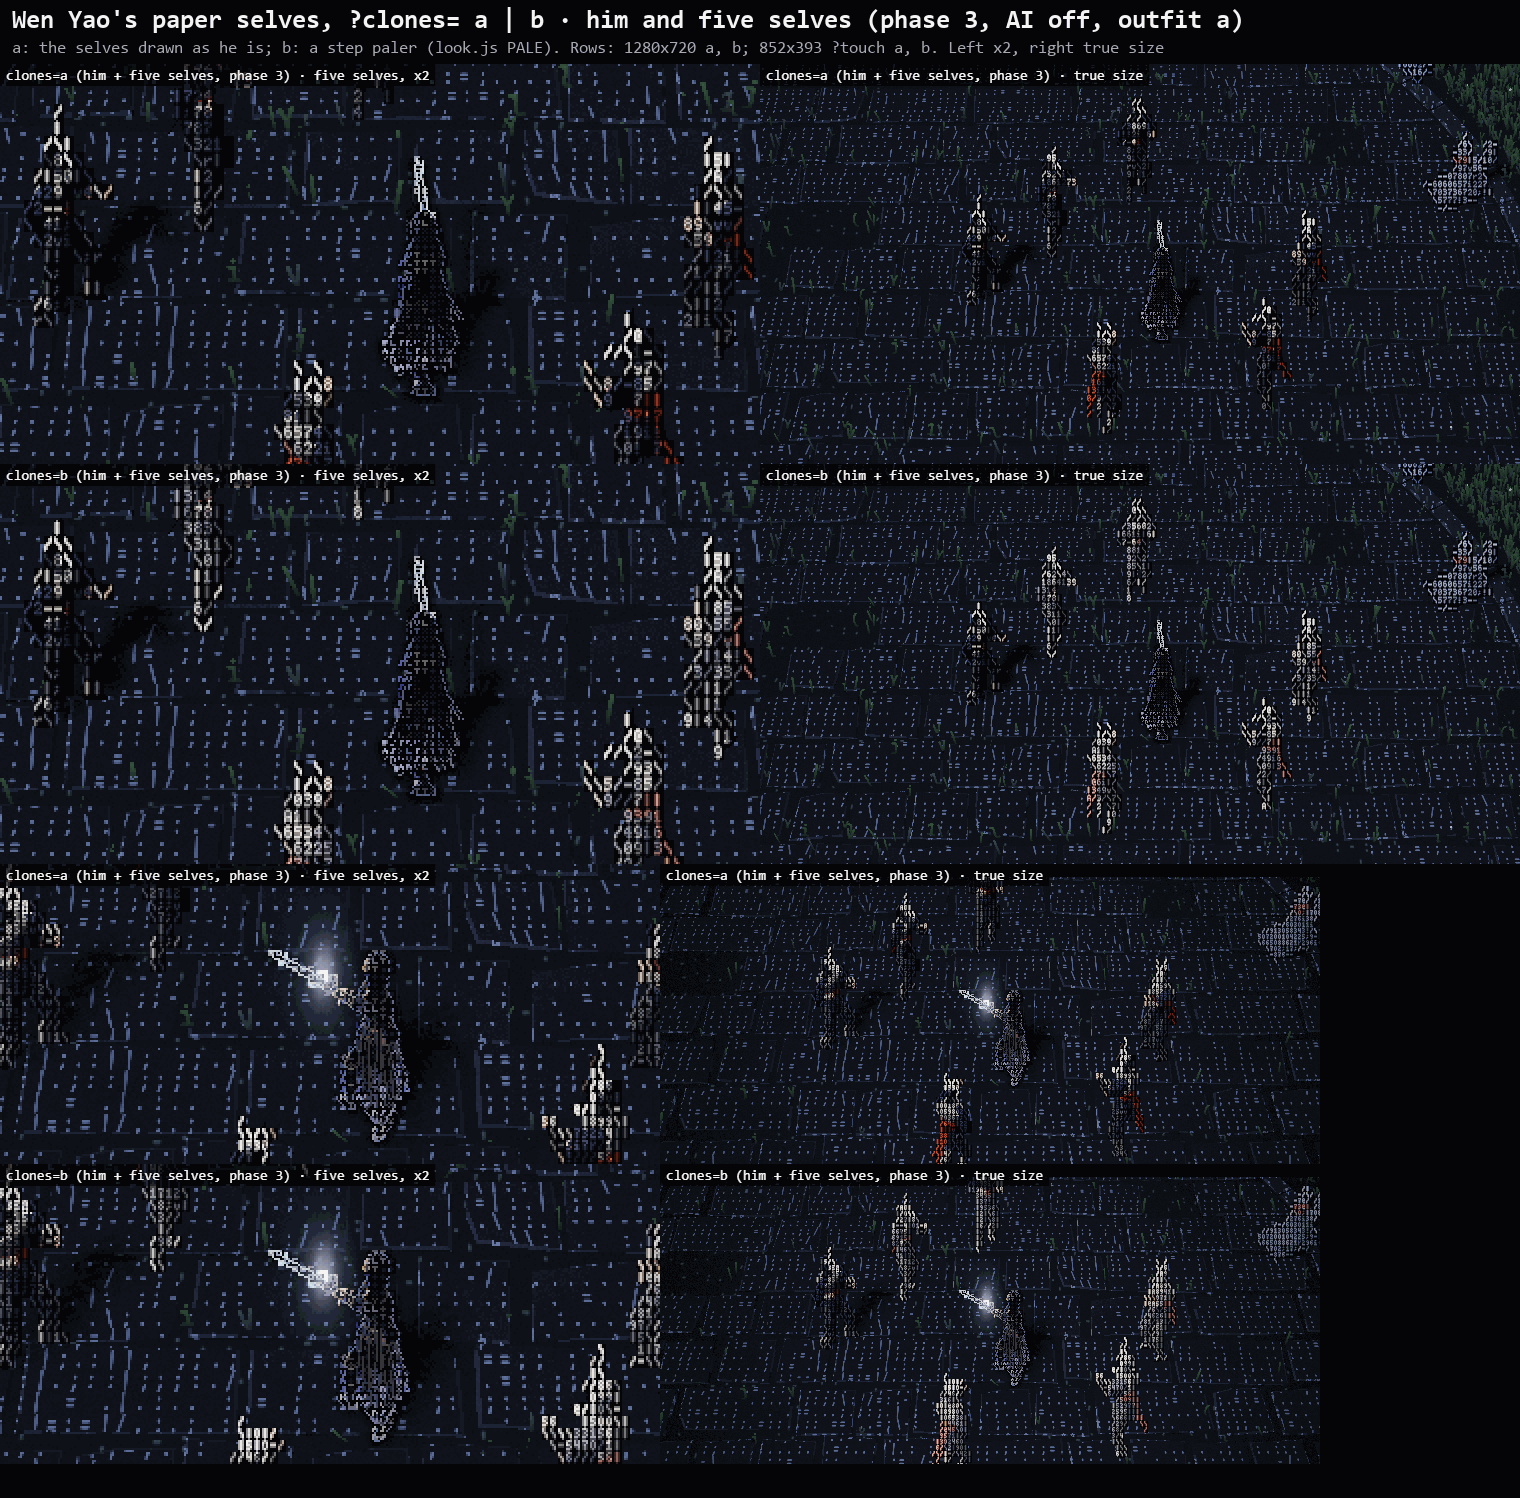 Wen Yao's paper selves, ?clones= a | b · him and five selves (phase 3, AI off, outfit a)
a: the selves drawn as he is; b: a step paler (look.js PALE). Rows: 1280x720 a, b; 852x393 ?touch a, b. Left x2, right true size
clones=a (him + five selves, phase 3) · five selves, x2
clones=a (him + five selves, phase 3) · true size
clones=b (him + five selves, phase 3) · five selves, x2
clones=b (him + five selves, phase 3) · true size
clones=a (him + five selves, phase 3) · five selves, x2
clones=a (him + five selves, phase 3) · true size
clones=b (him + five selves, phase 3) · five selves, x2
clones=b (him + five selves, phase 3) · true size